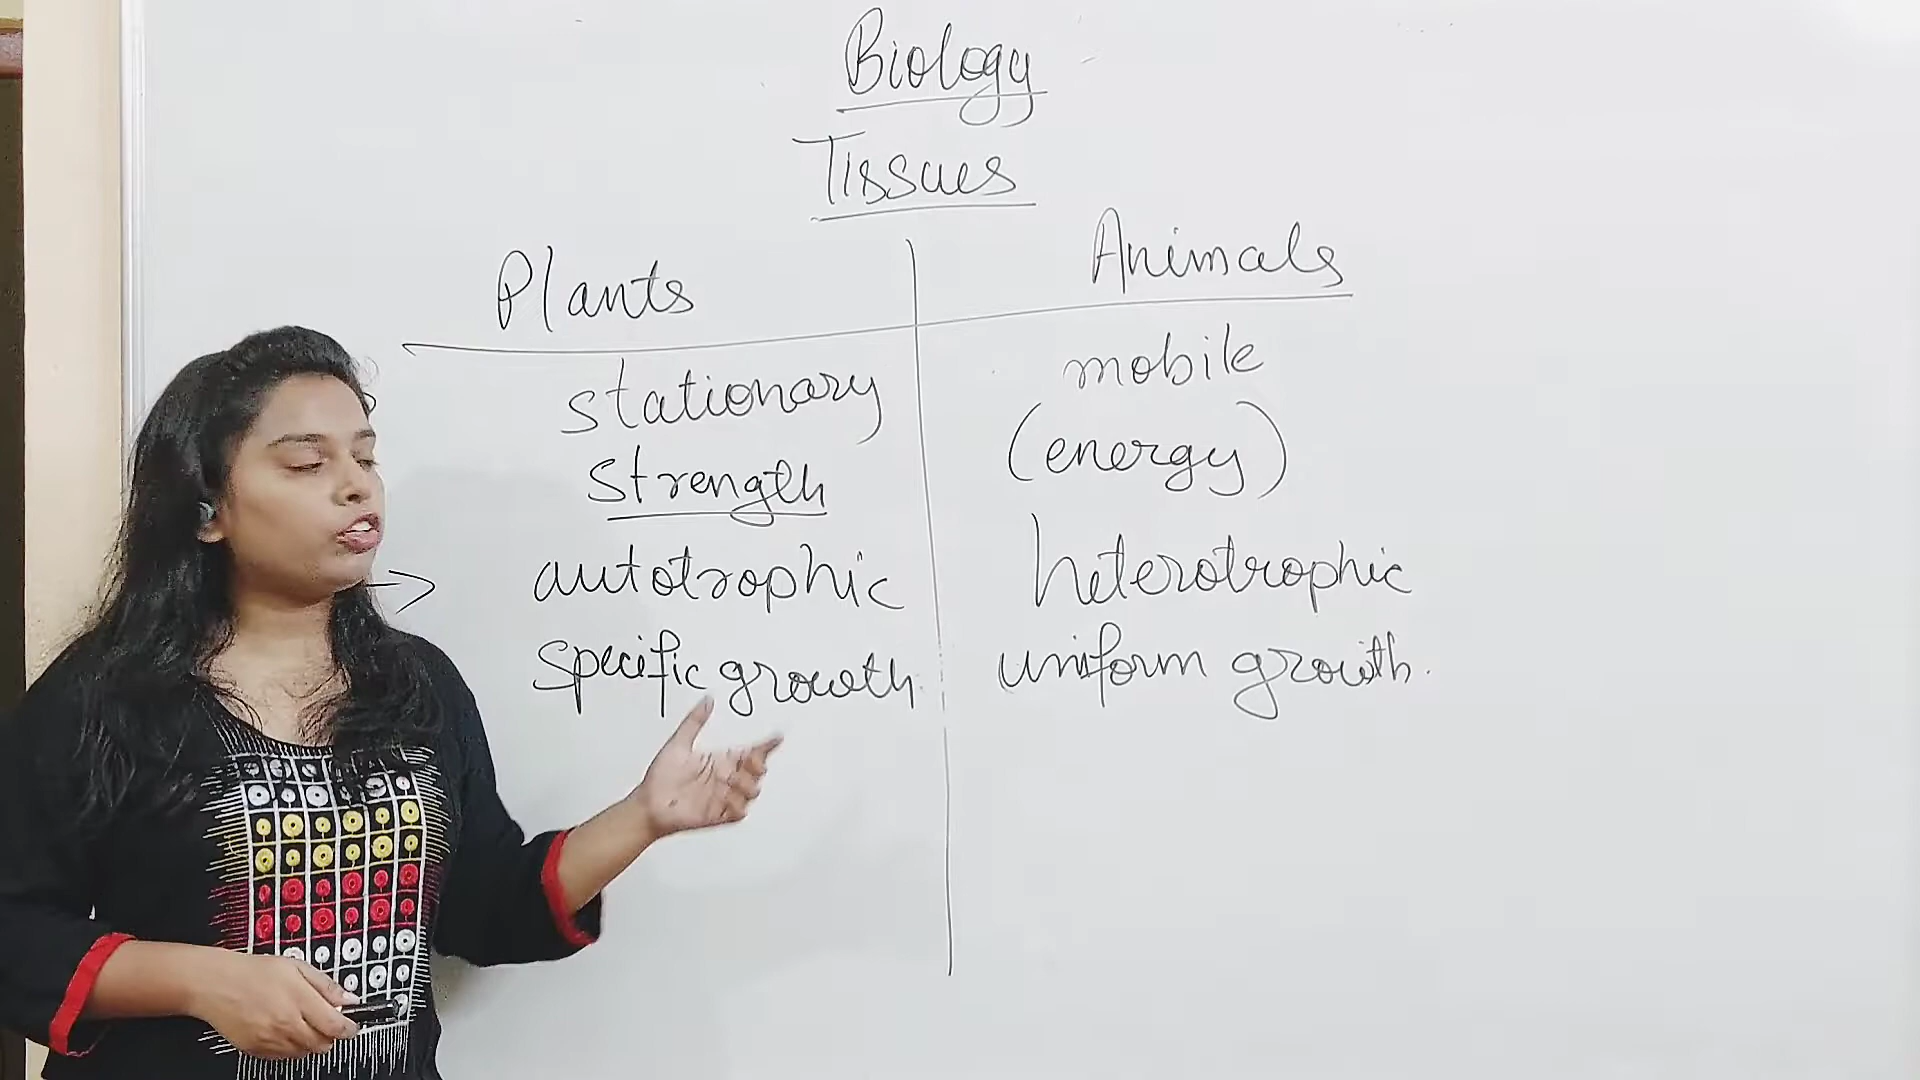 Biology
Tissues
Plants Animals
stationary mobile
strength (energy)
→ autotrophic heterotrophic
specific growth uniform growth.